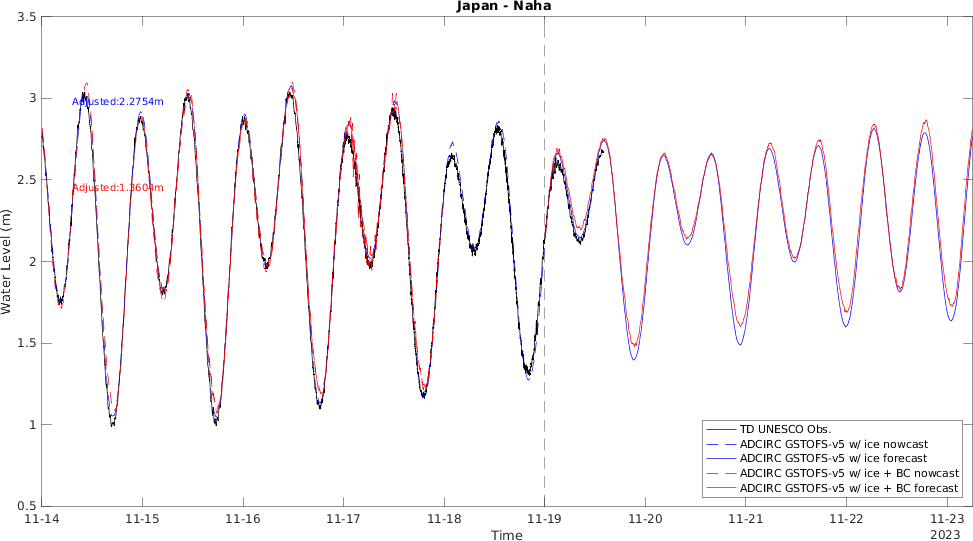 Japan - Naha
3.5
3
2.5
2
1.5
1
0.5
Water Level (m)
Adjusted:2.2754m
Adjusted:1.3604m
TD UNESCO Obs.
ADCIRC GSTOFS-v5 w/ ice nowcast
ADCIRC GSTOFS-v5 w/ ice forecast
ADCIRC GSTOFS-v5 w/ ice + BC nowcast
ADCIRC GSTOFS-v5 w/ ice + BC forecast
11-14 11-15 11-16 11-17 11-18 11-19 11-20 11-21 11-22 11-23
2023
Time